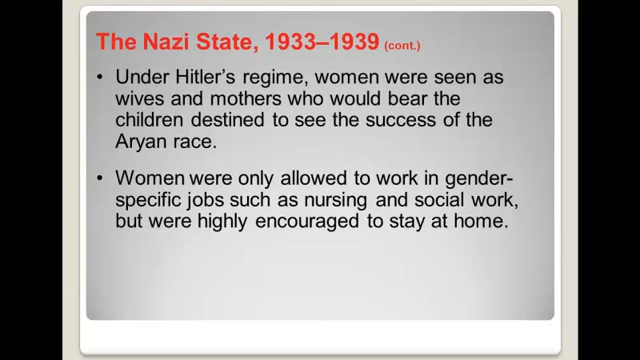 The Nazi State, 1933–1939 (cont.)
• Under Hitler's regime, women were seen as
wives and mothers who would bear the
children destined to see the success of the
Aryan race.
• Women were only allowed to work in gender-
specific jobs such as nursing and social work,
but were highly encouraged to stay at home.